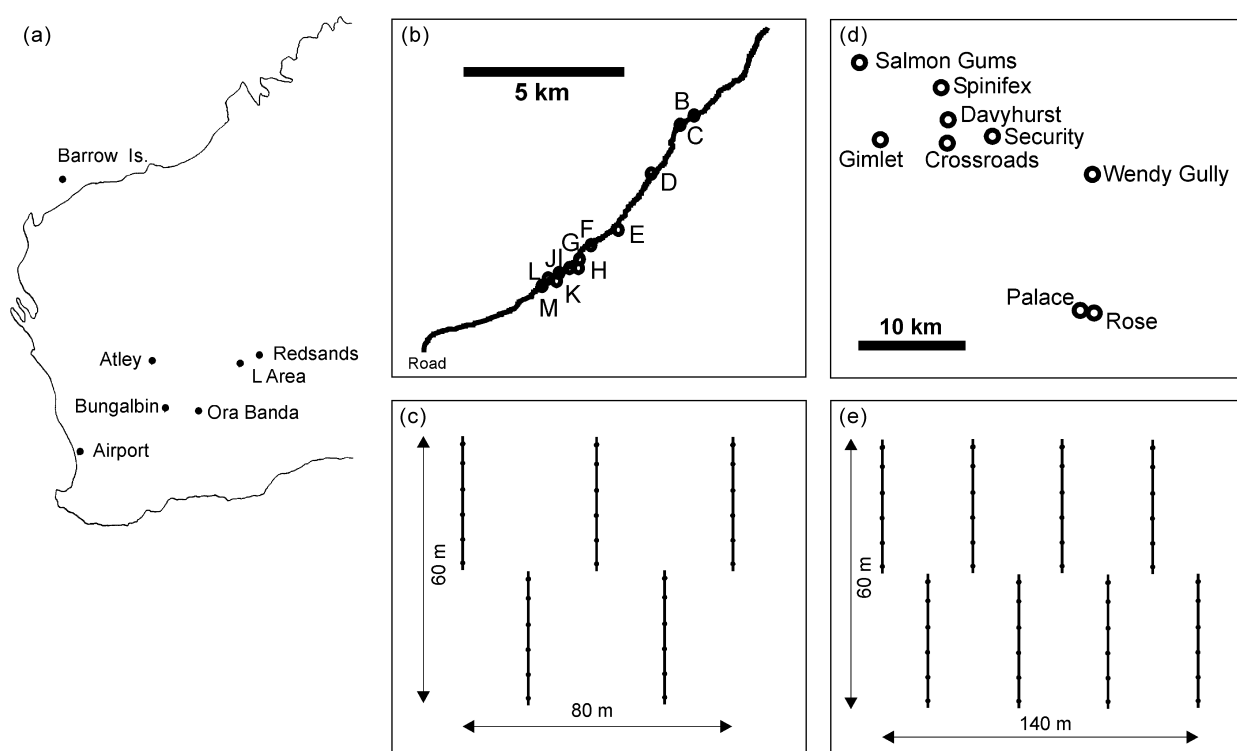 (a)
Barrow Is.
Atley
Redsands
L Area
Bungalbin
Ora Banda
Airport
(b)
5 km
B
C
D
E
F
G
H
JI
L
K
M
Road
(c)
60 m
80 m
(d)
Salmon Gums
Spinifex
Davyhurst
Security
Gimlet
Crossroads
Wendy Gully
Palace
Rose
10 km
(e)
60 m
140 m